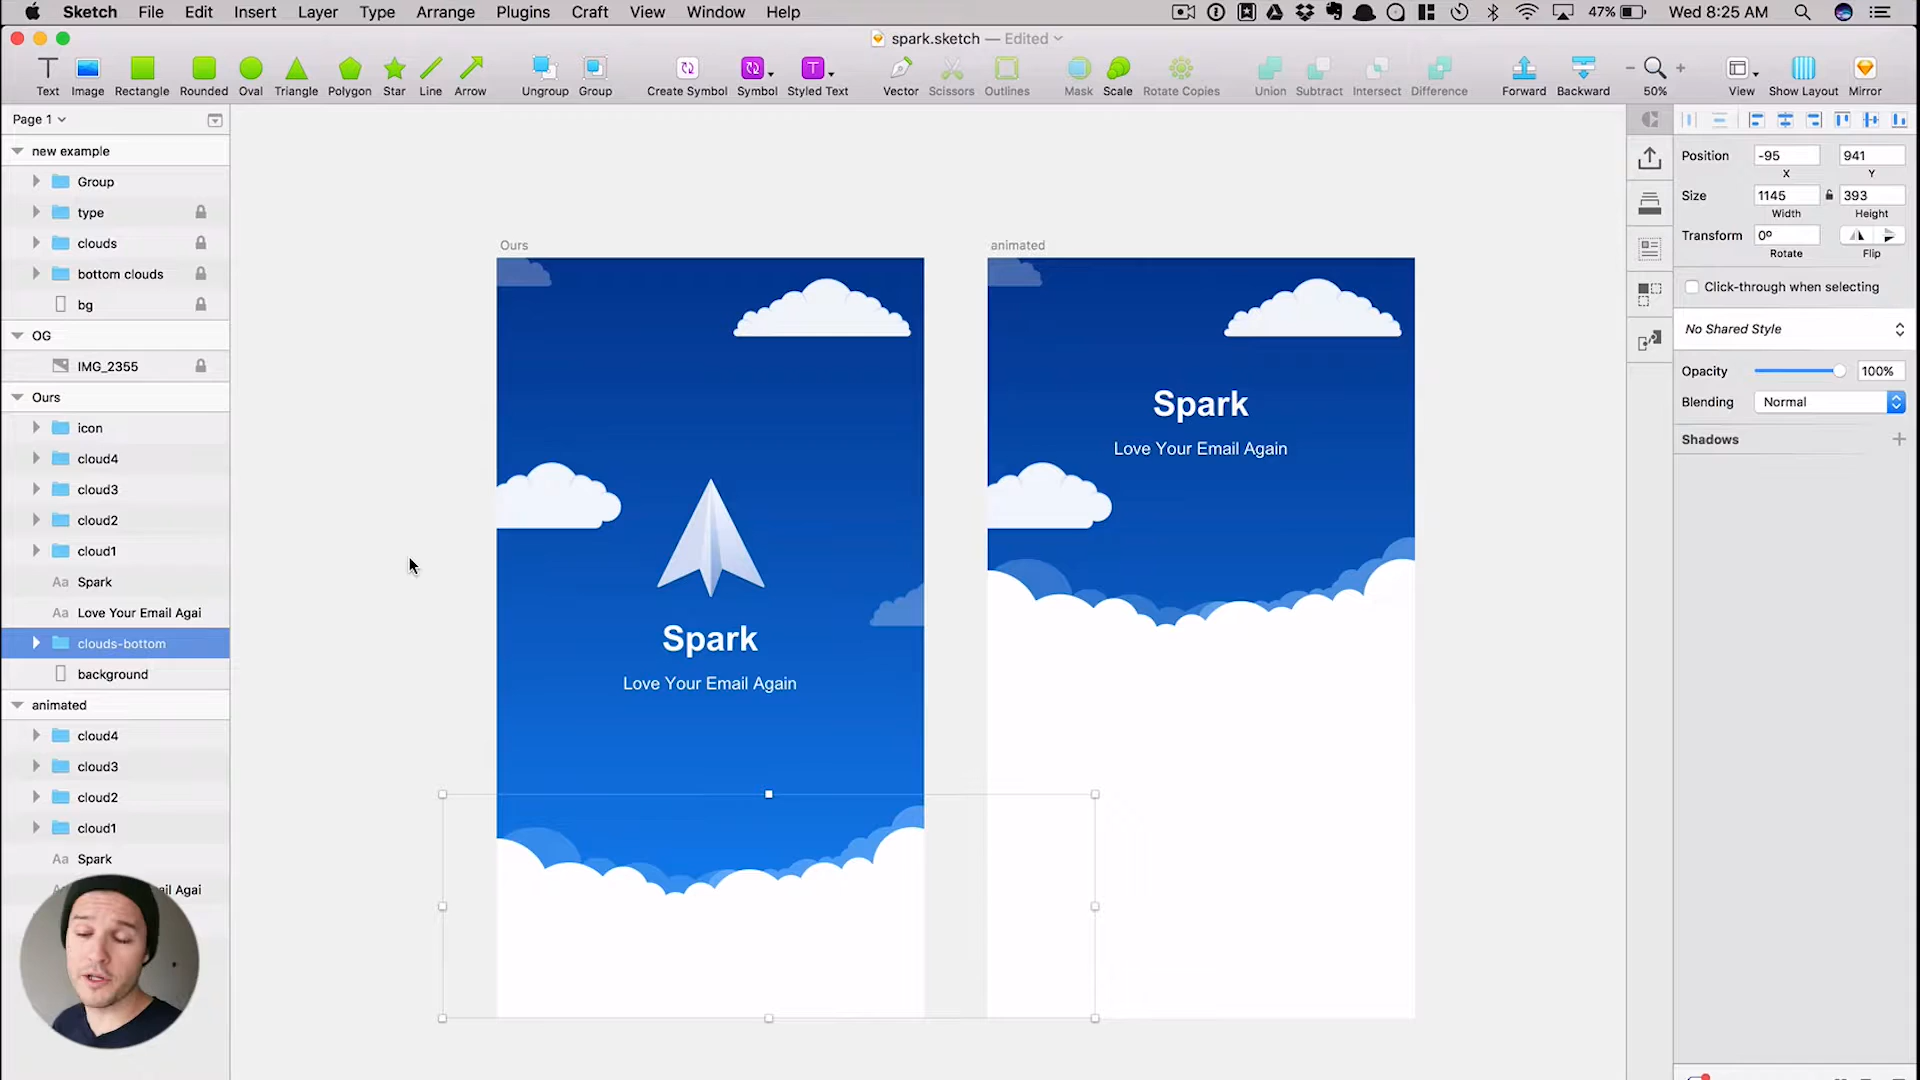 Sketch File Edit Insert Layer Type Arrange Plugins Craft View Window Help 47% Wed 8:25 AM
spark.sketch — Edited
Text Image Rectangle Rounded Oval Triangle Polygon Star Line Arrow Ungroup Group Create Symbol Symbol Styled Text Vector Scissors Outlines Mask Scale Rotate Copies Union Subtract Intersect Difference Forward Backward 50% View Show Layout Mirror
Page 1
new example
Group
type
clouds
bottom clouds
bg
OG
IMG_2355
Ours
icon
cloud4
cloud3
cloud2
cloud1
Aa Spark
Aa Love Your Email Agai
clouds-bottom
background
animated
cloud4
cloud3
cloud2
cloud1
Aa Spark
ail Agai
Ours
Spark
Love Your Email Again
animated
Spark
Love Your Email Again
Position -95 941
X Y
Size 1145 393
Width Height
Transform 0º
Rotate Flip
Click-through when selecting
No Shared Style
Opacity 100%
Blending Normal
Shadows